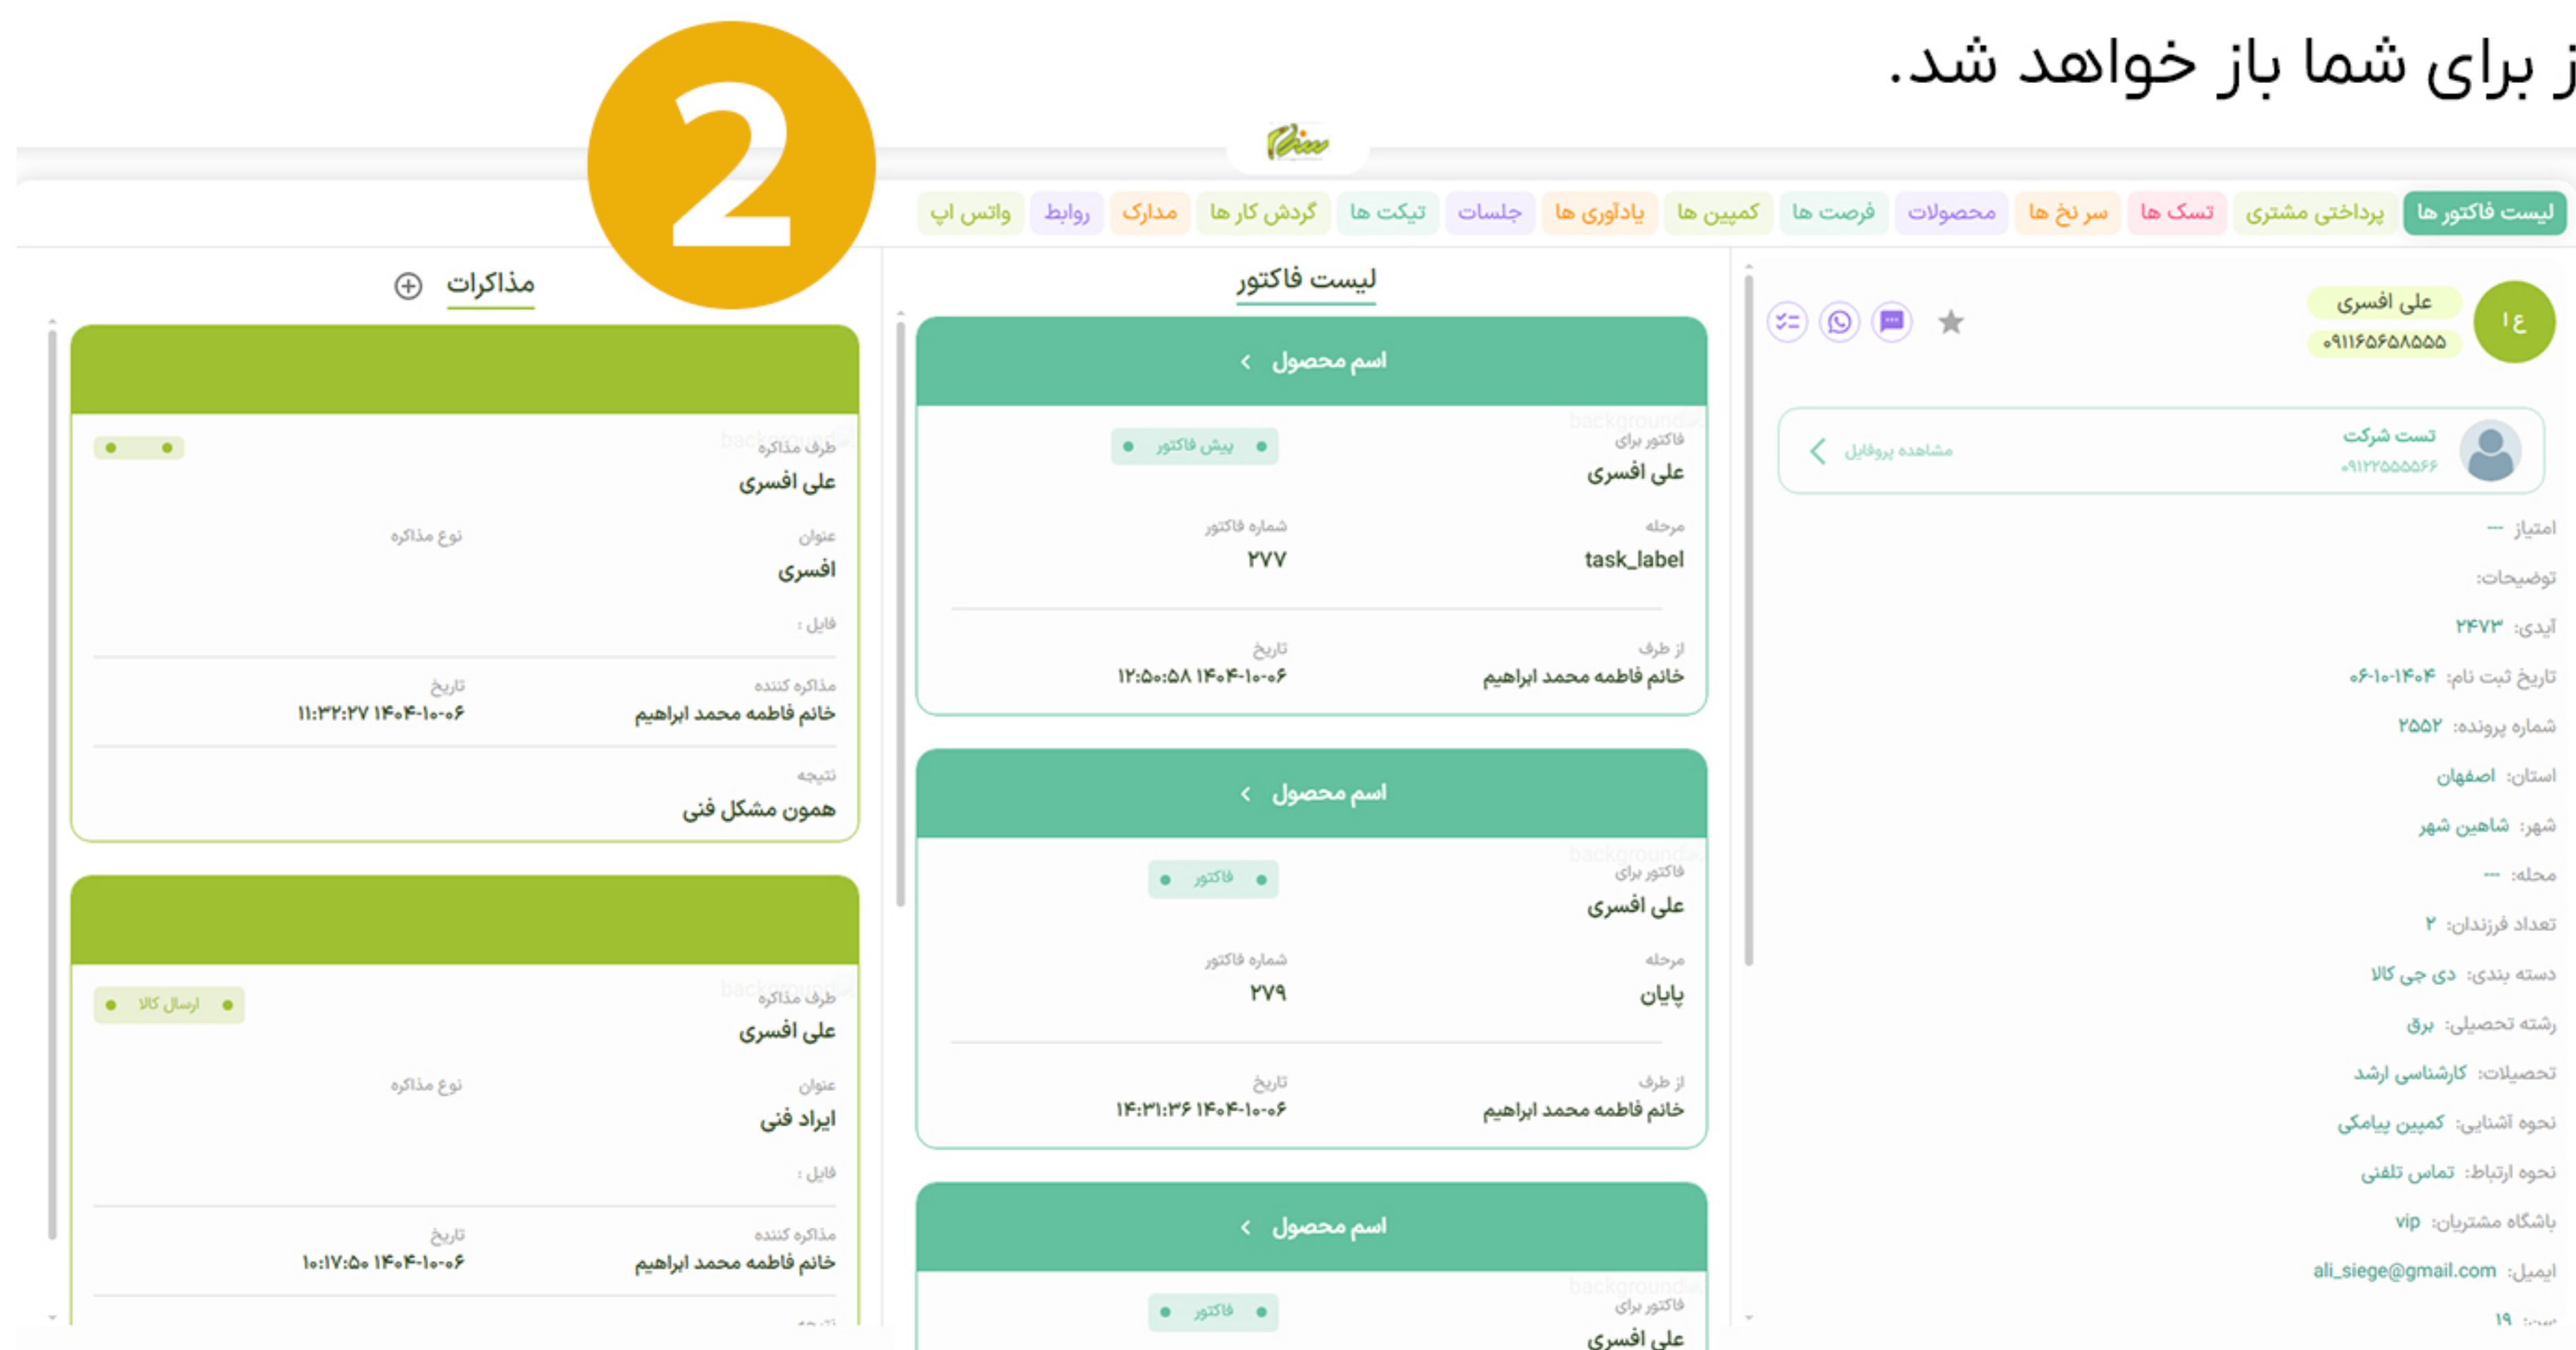 ز برای شما باز خواهد شد.
2
لیست فاکتور ها
پرداختی مشتری
تسک ها
سر نخ ها
محصولات
فرصت ها
کمپین ها
یادآوری ها
جلسات
تیکت ها
گردش کار ها
مدارک
روابط
واتس اپ
ع ا
علی افسری
۰۹۱۱۶۵۶۵۸۵۵۵
تست شرکت
۰۹۱۲۲۵۵۵۵۶۶
مشاهده پروفایل
امتیاز ---
توضیحات:
آیدی: ۲۴۷۳
تاریخ ثبت نام: ۱۴۰۴-۱۰-۰۶
شماره پرونده: ۲۵۵۲
استان: اصفهان
شهر: شاهین شهر
محله: ---
تعداد فرزندان: ۲
دسته بندی: دی جی کالا
رشته تحصیلی: برق
تحصیلات: کارشناسی ارشد
نحوه آشنایی: کمپین پیامکی
نحوه ارتباط: تماس تلفنی
باشگاه مشتریان: vip
ایمیل: ali_siege@gmail.com
سن: ۱۹
لیست فاکتور
اسم محصول
background
فاکتور برای
پیش فاکتور
علی افسری
مرحله
شماره فاکتور
task_label
۲۷۷
از طرف
تاریخ
خانم فاطمه محمد ابراهیم
۱۴۰۴-۱۰-۰۶ ۱۲:۵۰:۵۸
اسم محصول
background
فاکتور برای
فاکتور
علی افسری
مرحله
شماره فاکتور
پایان
۲۷۹
از طرف
تاریخ
خانم فاطمه محمد ابراهیم
۱۴۰۴-۱۰-۰۶ ۱۴:۳۱:۳۶
اسم محصول
background
فاکتور برای
فاکتور
علی افسری
مذاکرات
background
طرف مذاکره
علی افسری
عنوان
نوع مذاکره
افسری
فایل :
مذاکره کننده
تاریخ
خانم فاطمه محمد ابراهیم
۱۴۰۴-۱۰-۰۶ ۱۱:۳۲:۲۷
نتیجه
همون مشکل فنی
background
طرف مذاکره
ارسال کالا
علی افسری
عنوان
نوع مذاکره
ایراد فنی
فایل :
مذاکره کننده
تاریخ
خانم فاطمه محمد ابراهیم
۱۴۰۴-۱۰-۰۶ ۱۰:۱۷:۵۰
نتیجه